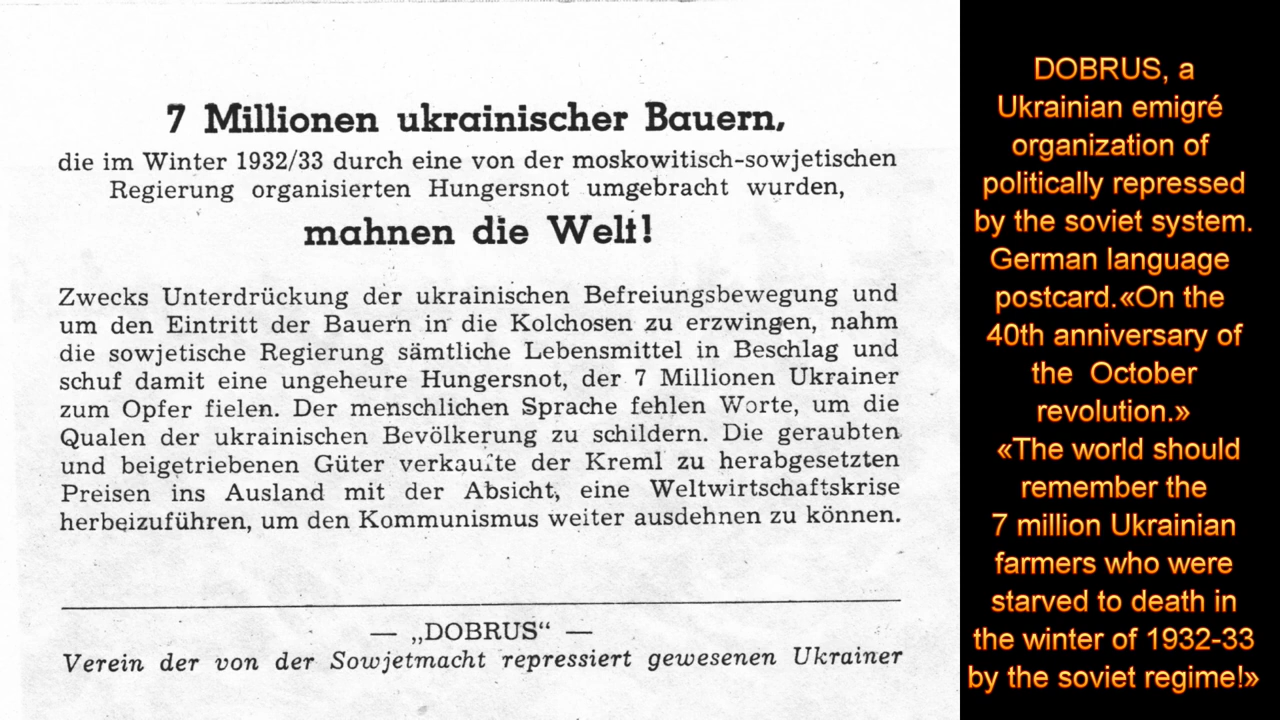 7 Millionen ukrainischer Bauern,
die im Winter 1932/33 durch eine von der moskowitisch-sowjetischen
Regierung organisierten Hungersnot umgebracht wurden,
mahnen die Welt!
Zwecks Unterdrückung der ukrainischen Befreiungsbewegung und
um den Eintritt der Bauern in die Kolchosen zu erzwingen, nahm
die sowjetische Regierung sämtliche Lebensmittel in Beschlag und
schuf damit eine ungeheure Hungersnot, der 7 Millionen Ukrainer
zum Opfer fielen. Der menschlichen Sprache fehlen Worte, um die
Qualen der ukrainischen Bevölkerung zu schildern. Die geraubten
und beigetriebenen Güter verkaufte der Kreml zu herabgesetzten
Preisen ins Ausland mit der Absicht, eine Weltwirtschaftskrise
herbeizuführen, um den Kommunismus weiter ausdehnen zu können.
— „DOBRUS“ —
Verein der von der Sowjetmacht repressiert gewesenen Ukrainer
DOBRUS, a
Ukrainian emigré
organization of
politically repressed
by the soviet system.
German language
postcard.«On the
40th anniversary of
the October
revolution.»
«The world should
remember the
7 million Ukrainian
farmers who were
starved to death in
the winter of 1932-33
by the soviet regime!»